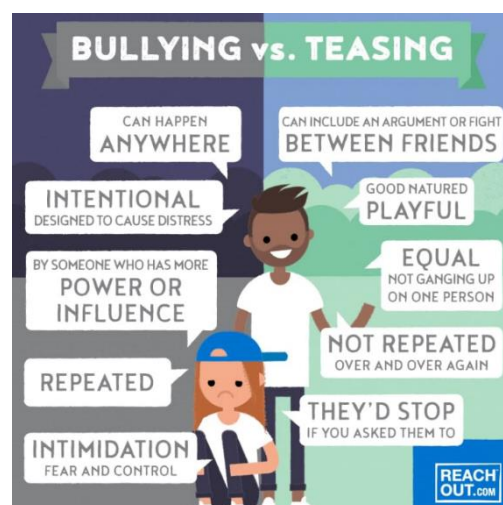 BULLYING vs. TEASING
CAN HAPPEN
ANYWHERE
INTENTIONAL
DESIGNED TO CAUSE DISTRESS
BY SOMEONE WHO HAS MORE
POWER OR
INFLUENCE
REPEATED
INTIMIDATION
FEAR AND CONTROL
CAN INCLUDE AN ARGUMENT OR FIGHT
BETWEEN FRIENDS
GOOD NATURED
PLAYFUL
EQUAL
NOT GANGING UP
ON ONE PERSON
NOT REPEATED
OVER AND OVER AGAIN
THEY'D STOP
IF YOU ASKED THEM TO
REACH
OUT.COM